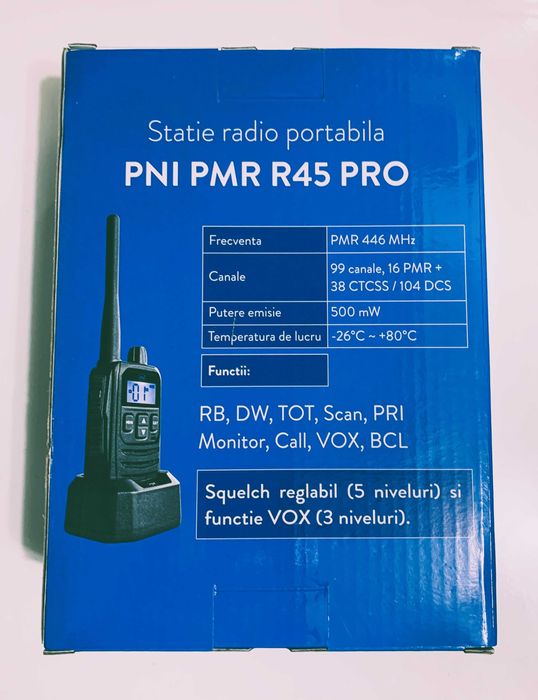 Statie radio portabila
PNI PMR R45 PRO
Frecventa PMR 446 MHz
Canale 99 canale, 16 PMR +
38 CTCSS / 104 DCS
Putere emisie 500 mW
Temperatura de lucru -26°C ~ +80°C
Functii:
RB, DW, TOT, Scan, PRI
Monitor, Call, VOX, BCL
Squelch reglabil (5 niveluri) si
functie VOX (3 niveluri).
-01